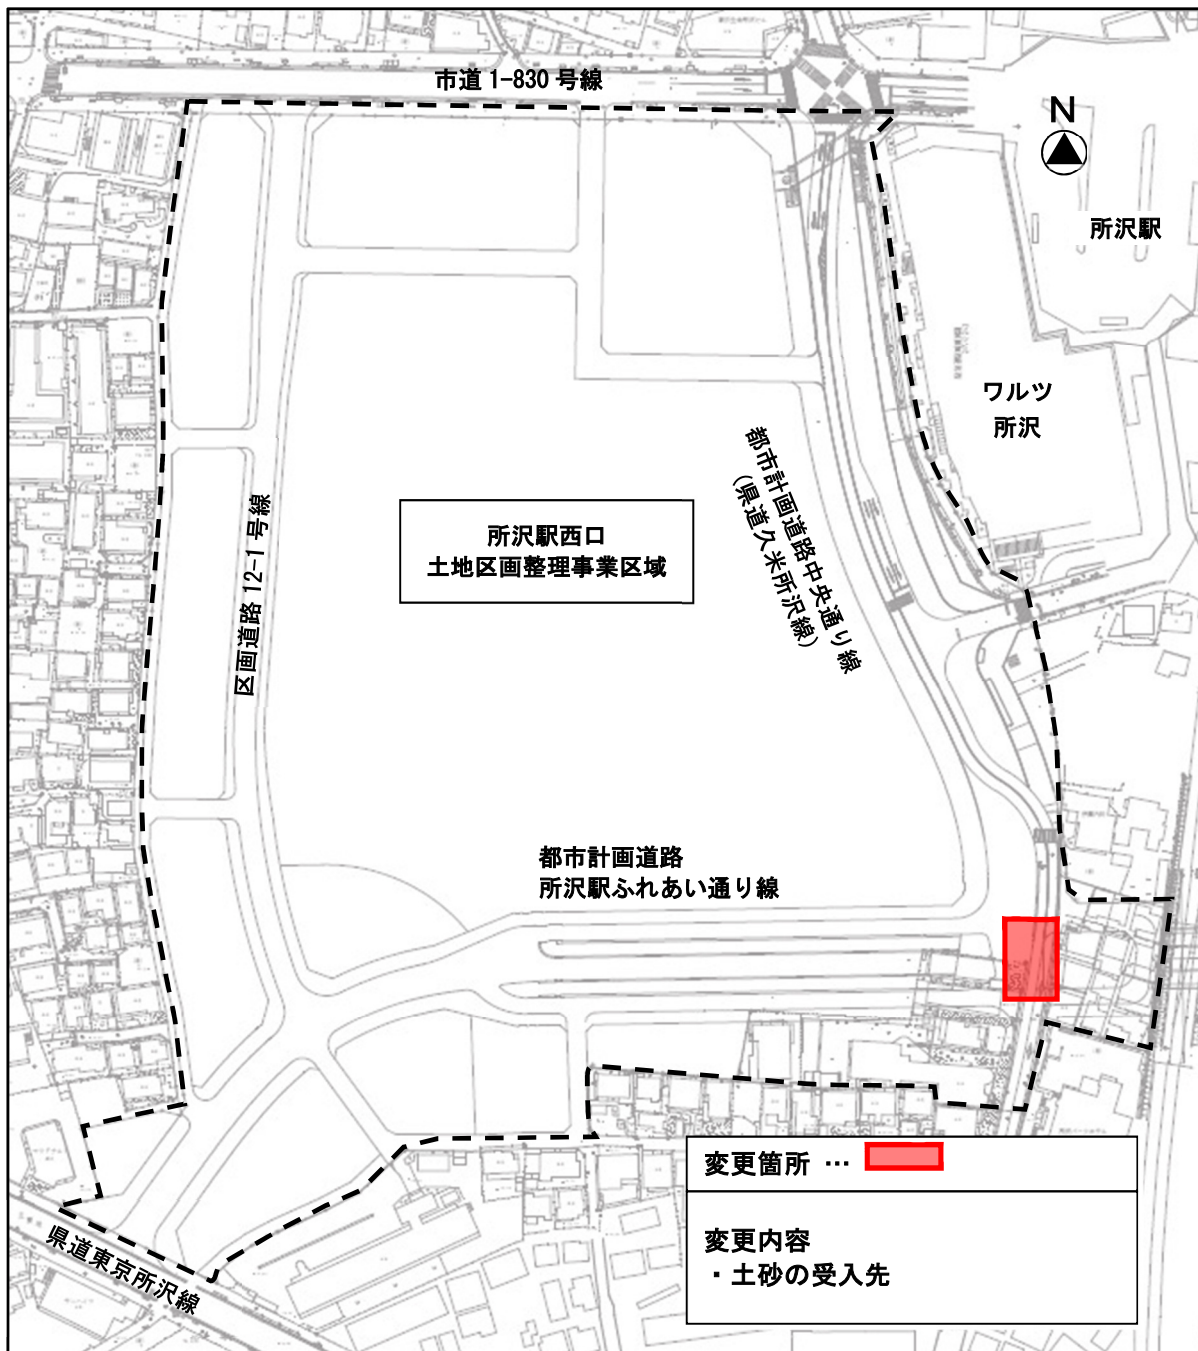 市道 1-830 号線
N
所沢駅
ワルツ
所沢
都市計画道路中央通り線
(県道久米所沢線)
区画道路 12-1 号線
所沢駅西口
土地区画整理事業区域
都市計画道路
所沢駅ふれあい通り線
県道東京所沢線
変更箇所 …
変更内容
・土砂の受入先